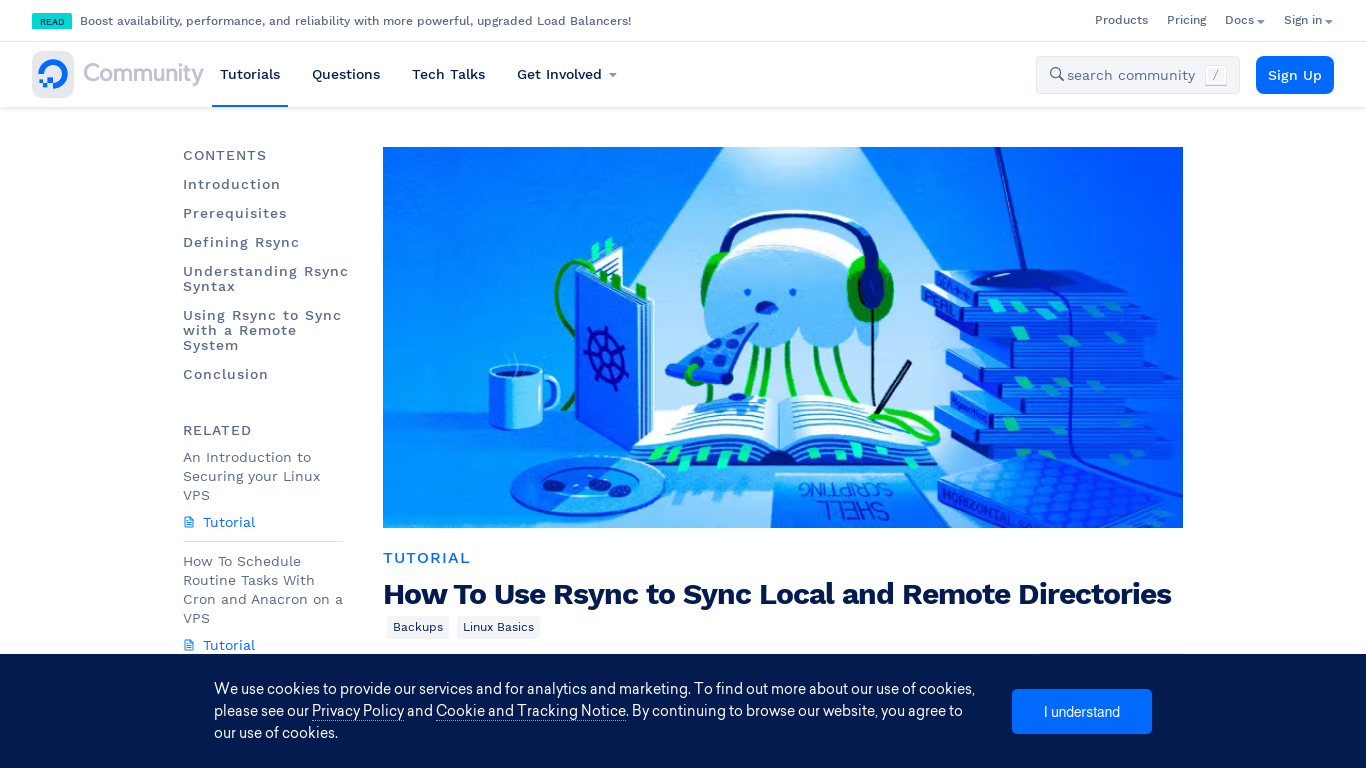 READ Boost availability, performance, and reliability with more powerful, upgraded Load Balancers!
Products Pricing Docs Sign in
Community Tutorials Questions Tech Talks Get Involved search community / Sign Up
CONTENTS
Introduction
Prerequisites
Defining Rsync
Understanding Rsync
Syntax
Using Rsync to Sync
with a Remote
System
Conclusion
RELATED
An Introduction to
Securing your Linux
VPS
Tutorial
How To Schedule
Routine Tasks With
Cron and Anacron on a
VPS
Tutorial
PERL
SHELL
SCRIPTING
TUTORIAL
How To Use Rsync to Sync Local and Remote Directories
Backups Linux Basics
We use cookies to provide our services and for analytics and marketing. To find out more about our use of cookies,
please see our Privacy Policy and Cookie and Tracking Notice. By continuing to browse our website, you agree to
our use of cookies.
I understand